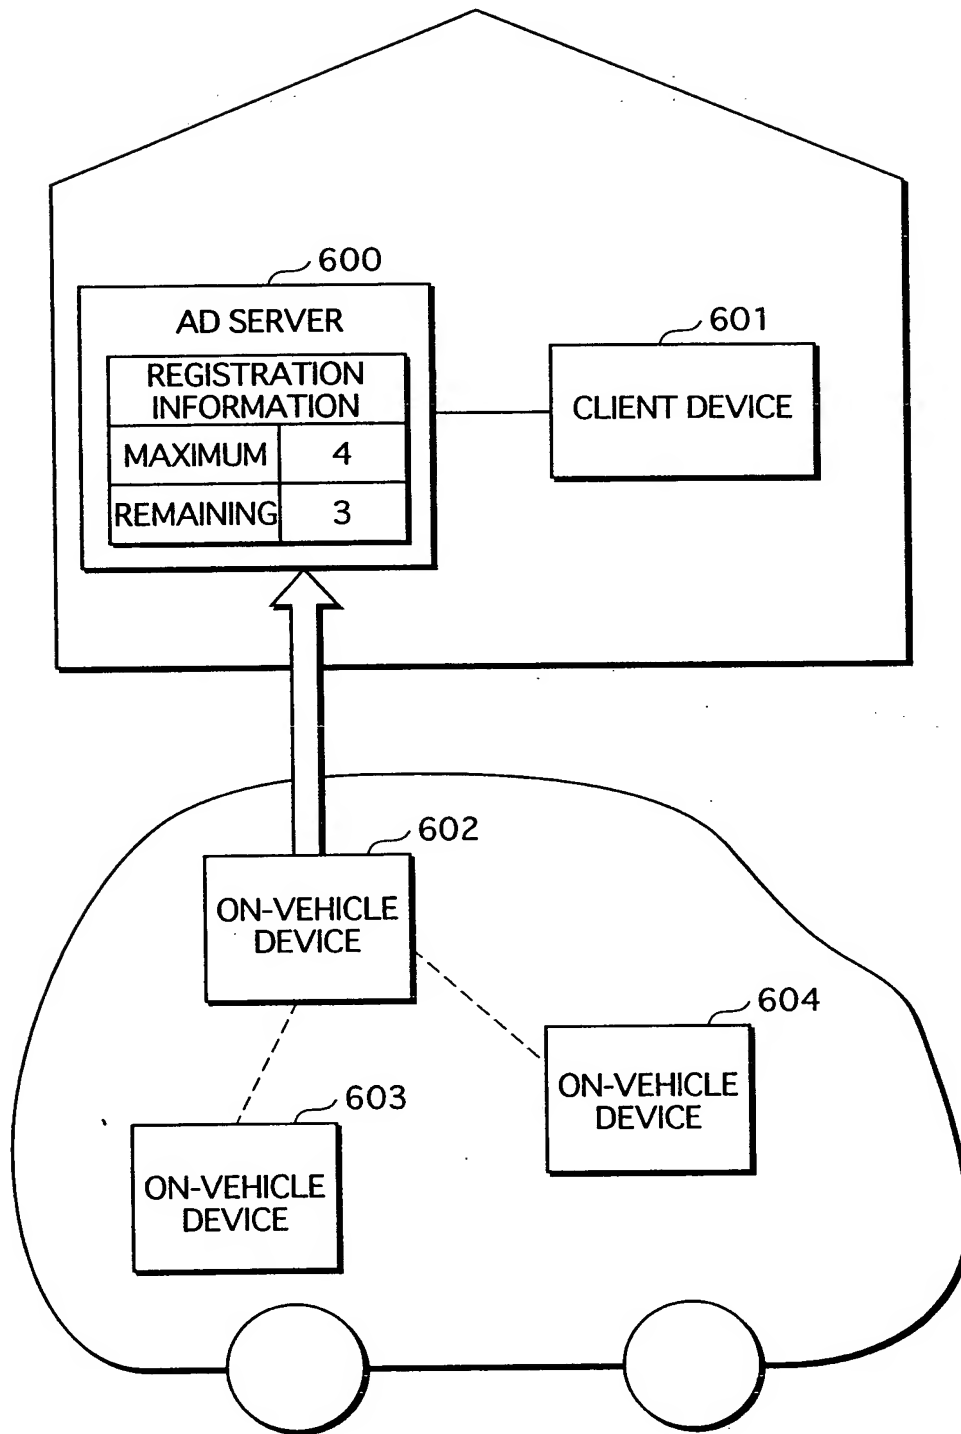 600
AD SERVER
REGISTRATION
INFORMATION
MAXIMUM 4
REMAINING 3
601
CLIENT DEVICE
602
ON-VEHICLE
DEVICE
604
ON-VEHICLE
DEVICE
603
ON-VEHICLE
DEVICE